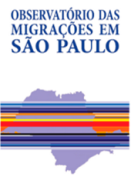 OBSERVATÓRIO DAS
MIGRAÇÕES EM
SÃO PAULO